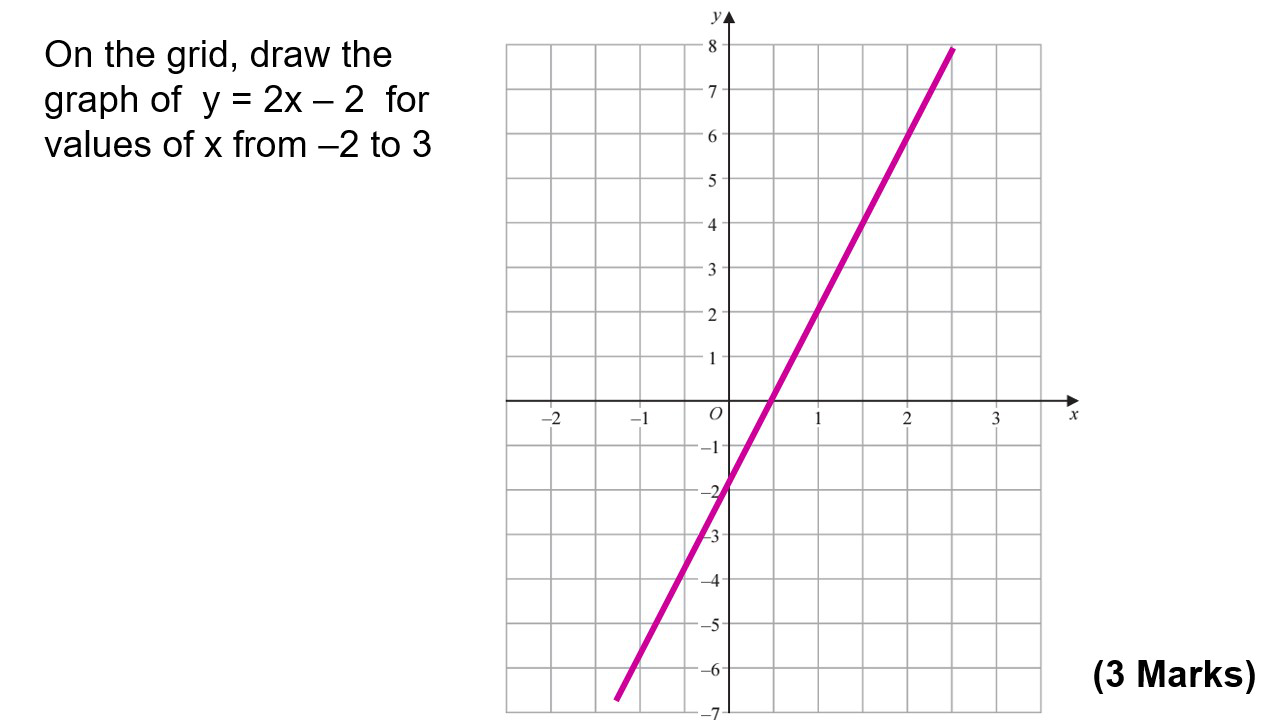 On the grid, draw the
graph of y = 2x – 2 for
values of x from –2 to 3
y
8
7
6
5
4
3
2
1
–2 –1 O 1 2 3 x
–1
–2
–3
–4
–5
–6
–7
(3 Marks)